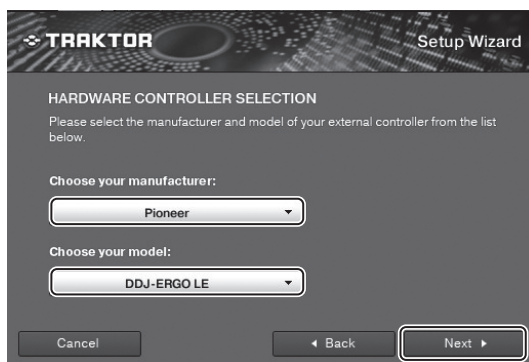 TRAKTOR
Setup Wizard
HARDWARE CONTROLLER SELECTION
Please select the manufacturer and model of your external controller from the list
below.
Choose your manufacturer:
Pioneer
Choose your model:
DDJ-ERGO LE
Cancel
Back
Next